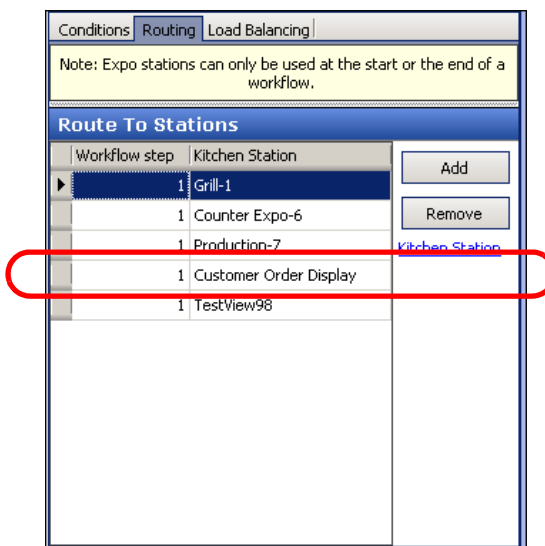 Conditions Routing Load Balancing
Note: Expo stations can only be used at the start or the end of a
workflow.
Route To Stations
Workflow step Kitchen Station
1 Grill-1
1 Counter Expo-6
1 Production-7
1 Customer Order Display
1 TestView98
Add
Remove
Kitchen Station